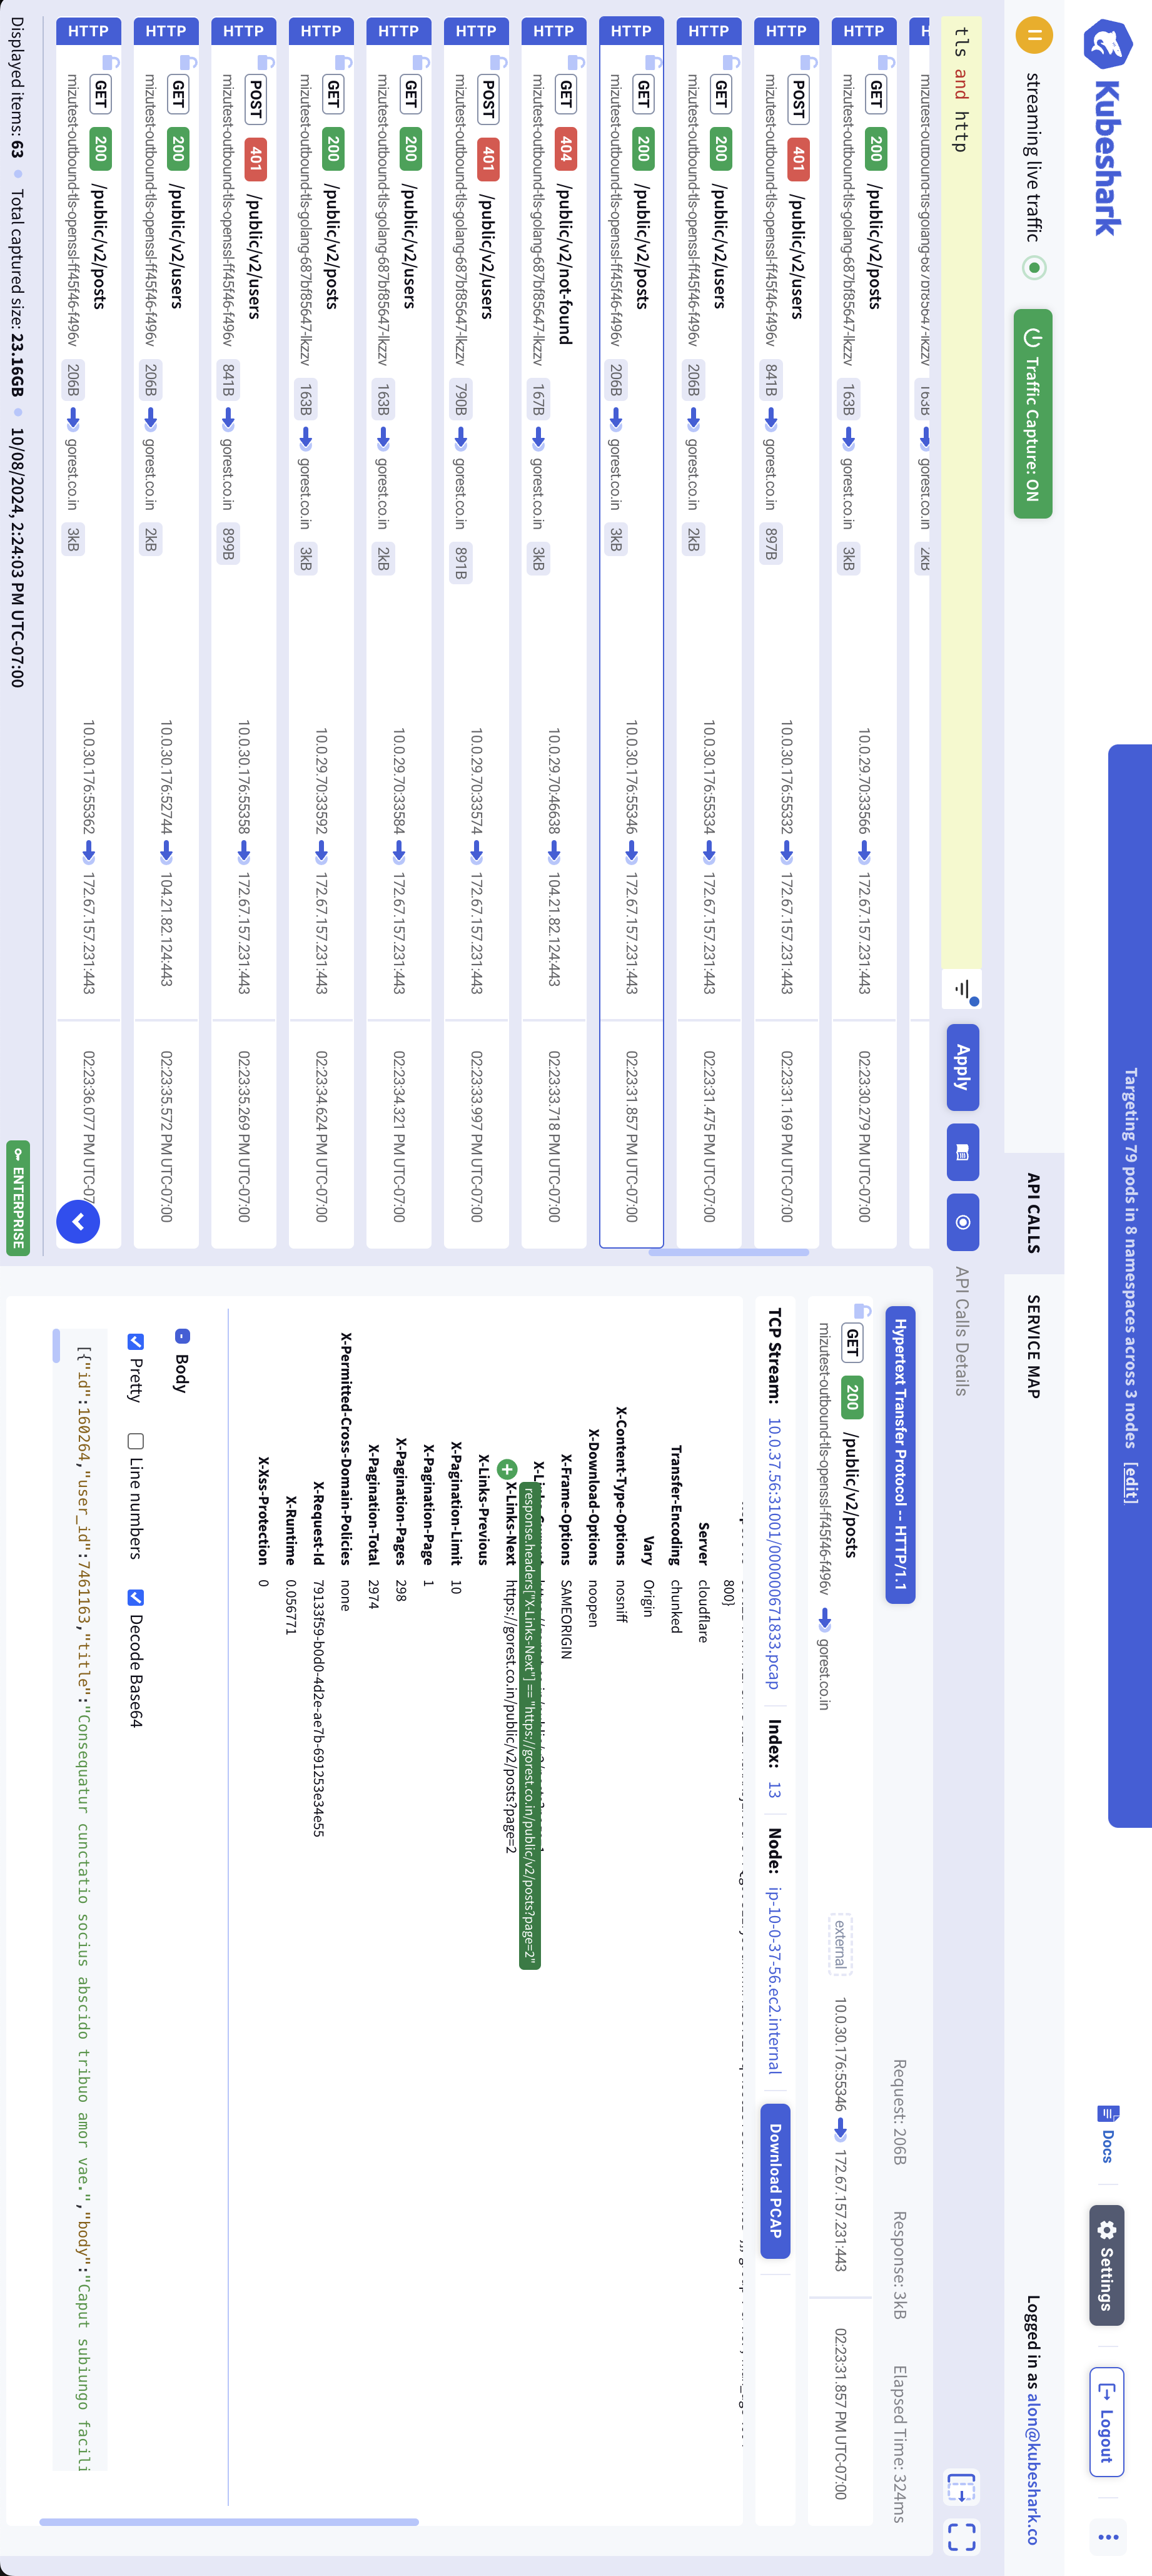 Kubeshark
Targeting 79 pods in 8 namespaces across 3 nodes [edit]
Docs
Settings
Logout
streaming live traffic
Traffic Capture: ON
API CALLS
SERVICE MAP
Logged in as alon@kubeshark.co
tls and http
Apply
API Calls Details
mizutest-outbound-tls-golang-687bf85647-lkzzv 163B gorest.co.in 2kB
HTTP
GET 200 /public/v2/posts
mizutest-outbound-tls-golang-687bf85647-lkzzv 163B gorest.co.in 3kB
10.0.29.70:33566 172.67.157.231:443
02:23:30.279 PM UTC-07:00
HTTP
POST 401 /public/v2/users
mizutest-outbound-tls-openssl-ff45f46-f496v 841B gorest.co.in 897B
10.0.30.176:55332 172.67.157.231:443
02:23:31.169 PM UTC-07:00
HTTP
GET 200 /public/v2/users
mizutest-outbound-tls-openssl-ff45f46-f496v 206B gorest.co.in 2kB
10.0.30.176:55334 172.67.157.231:443
02:23:31.475 PM UTC-07:00
HTTP
GET 200 /public/v2/posts
mizutest-outbound-tls-openssl-ff45f46-f496v 206B gorest.co.in 3kB
10.0.30.176:55346 172.67.157.231:443
02:23:31.857 PM UTC-07:00
HTTP
GET 404 /public/v2/not-found
mizutest-outbound-tls-golang-687bf85647-lkzzv 167B gorest.co.in 3kB
10.0.29.70:46638 104.21.82.124:443
02:23:33.718 PM UTC-07:00
HTTP
POST 401 /public/v2/users
mizutest-outbound-tls-golang-687bf85647-lkzzv 790B gorest.co.in 891B
10.0.29.70:33574 172.67.157.231:443
02:23:33.997 PM UTC-07:00
HTTP
GET 200 /public/v2/users
mizutest-outbound-tls-golang-687bf85647-lkzzv 163B gorest.co.in 2kB
10.0.29.70:33584 172.67.157.231:443
02:23:34.321 PM UTC-07:00
HTTP
GET 200 /public/v2/posts
mizutest-outbound-tls-golang-687bf85647-lkzzv 163B gorest.co.in 3kB
10.0.29.70:33592 172.67.157.231:443
02:23:34.624 PM UTC-07:00
HTTP
POST 401 /public/v2/users
mizutest-outbound-tls-openssl-ff45f46-f496v 841B gorest.co.in 899B
10.0.30.176:55358 172.67.157.231:443
02:23:35.269 PM UTC-07:00
HTTP
GET 200 /public/v2/users
mizutest-outbound-tls-openssl-ff45f46-f496v 206B gorest.co.in 2kB
10.0.30.176:52744 104.21.82.124:443
02:23:35.572 PM UTC-07:00
HTTP
GET 200 /public/v2/posts
mizutest-outbound-tls-openssl-ff45f46-f496v 206B gorest.co.in 3kB
10.0.30.176:55362 172.67.157.231:443
02:23:36.077 PM UTC-07
Displayed items: 63 Total captured size: 23.16GB 10/08/2024, 2:24:03 PM UTC-07:00
ENTERPRISE
Hypertext Transfer Protocol -- HTTP/1.1
Request: 206B Response: 3kB Elapsed Time: 324ms
GET 200 /public/v2/posts
mizutest-outbound-tls-openssl-ff45f46-f496v gorest.co.in
external
10.0.30.176:55346 172.67.157.231:443
02:23:31.857 PM UTC-07:00
TCP Stream: 10.0.37.56:31001/000000671833.pcap Index: 13 Node: ip-10-0-37-56.ec2.internal Download PCAP
800}
Server cloudflare
Transfer-Encoding chunked
Vary Origin
X-Content-Type-Options nosniff
X-Download-Options noopen
X-Frame-Options SAMEORIGIN
response.headers["X-Links-Next"] == "https://gorest.co.in/public/v2/posts?page=2"
X-Links-Next https://gorest.co.in/public/v2/posts?page=2
X-Links-Previous
X-Pagination-Limit 10
X-Pagination-Page 1
X-Pagination-Pages 298
X-Pagination-Total 2974
X-Permitted-Cross-Domain-Policies none
X-Request-Id 79133f59-b0d0-4d2e-ae7b-691253e34e55
X-Runtime 0.056771
X-Xss-Protection 0
Body
Pretty Line numbers Decode Base64
[{"id":160264,"user_id":7461163,"title":"Consequatur cunctatio socius abscido tribuo amor vae.","body":"Caput subiungo facili